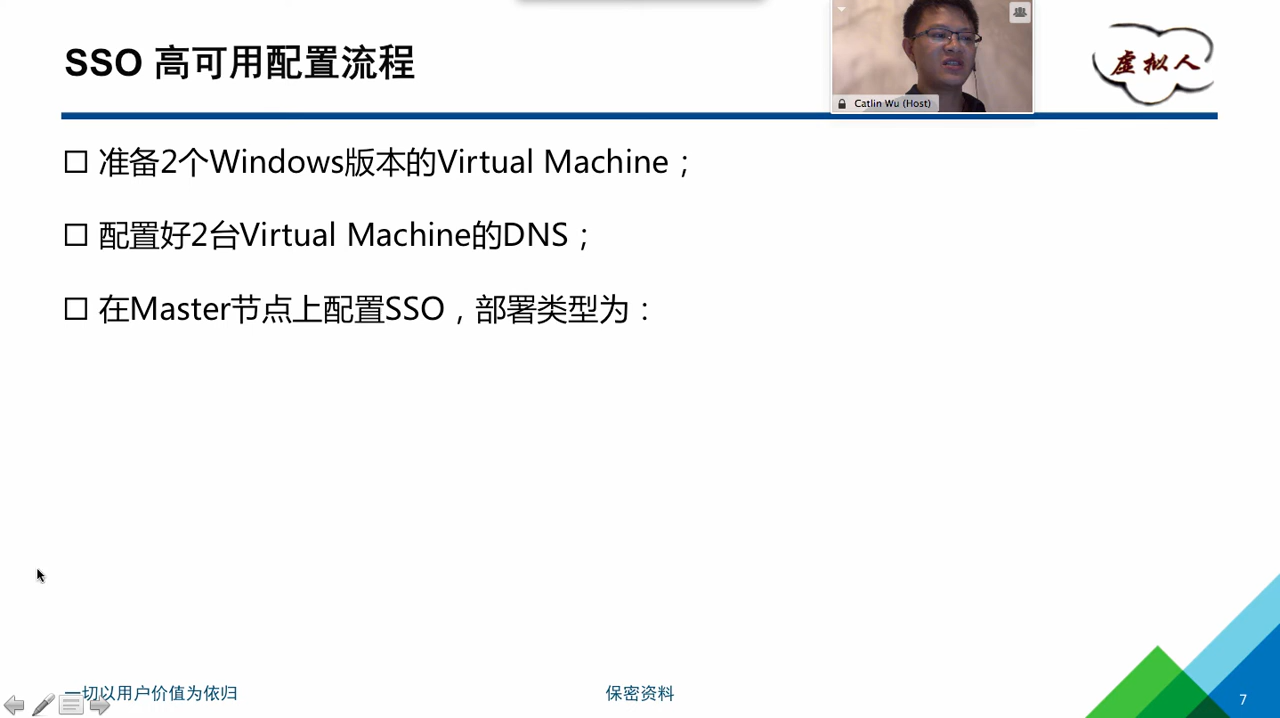 SSO 高可用配置流程
Catlin Wu (Host)
虚拟人
□ 准备2个Windows版本的Virtual Machine；
□ 配置好2台Virtual Machine的DNS；
□ 在Master节点上配置SSO，部署类型为：
一切以用户价值为依归
保密资料
7